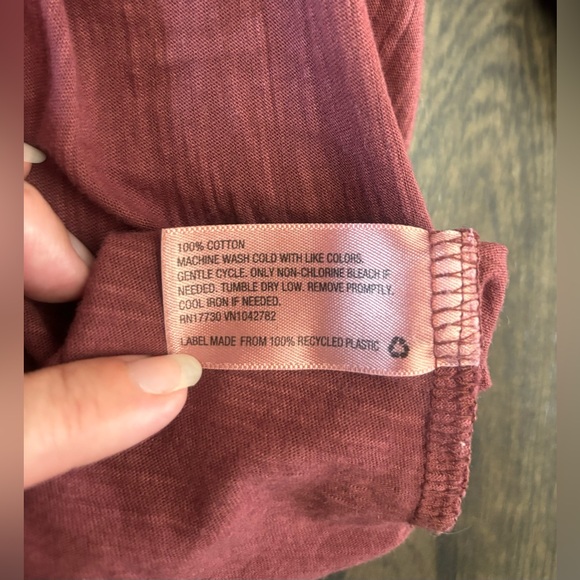 100% COTTON
MACHINE WASH COLD WITH LIKE COLORS.
GENTLE CYCLE. ONLY NON-CHLORINE BLEACH IF
NEEDED. TUMBLE DRY LOW. REMOVE PROMPTLY.
COOL IRON IF NEEDED.
RN17730 VN1042782
LABEL MADE FROM 100% RECYCLED PLASTIC